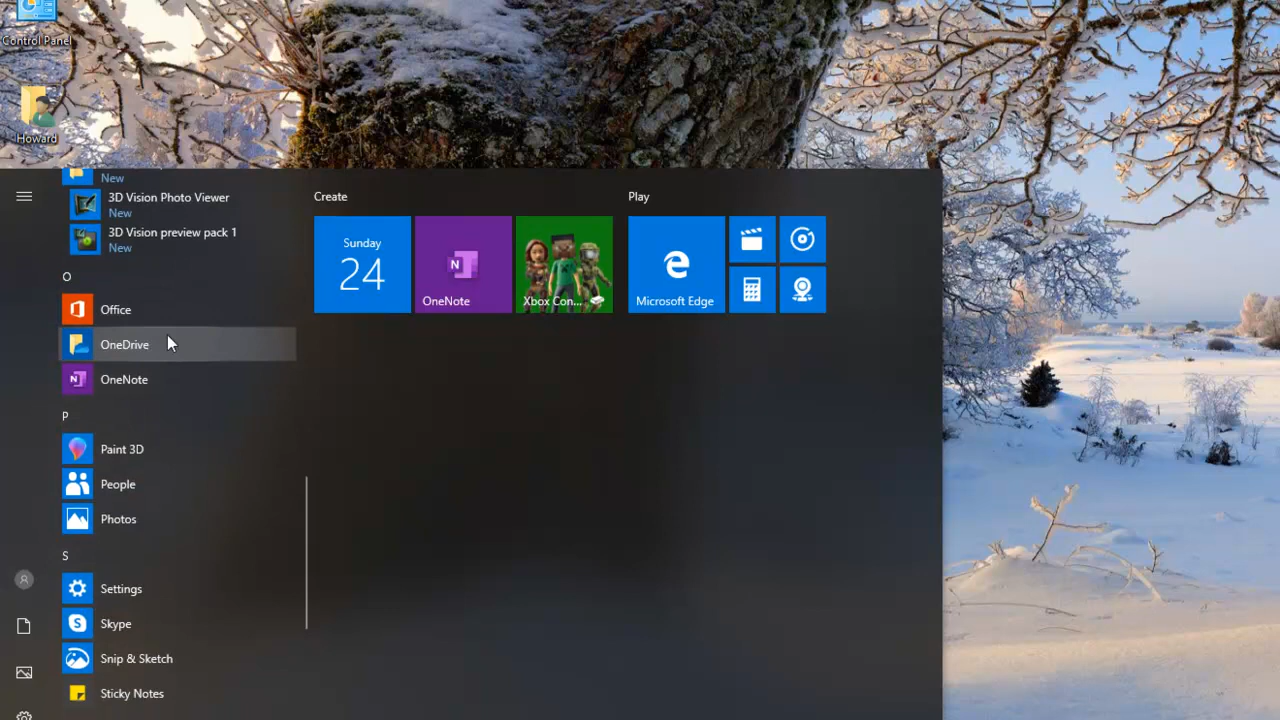 Control Panel
Howard
New
3D Vision Photo Viewer
New
3D Vision preview pack 1
New
O
Office
OneDrive
OneNote
P
Paint 3D
People
Photos
S
Settings
Skype
Snip & Sketch
Sticky Notes
Create
Sunday
24
N
OneNote
Xbox Con...
Play
Microsoft Edge